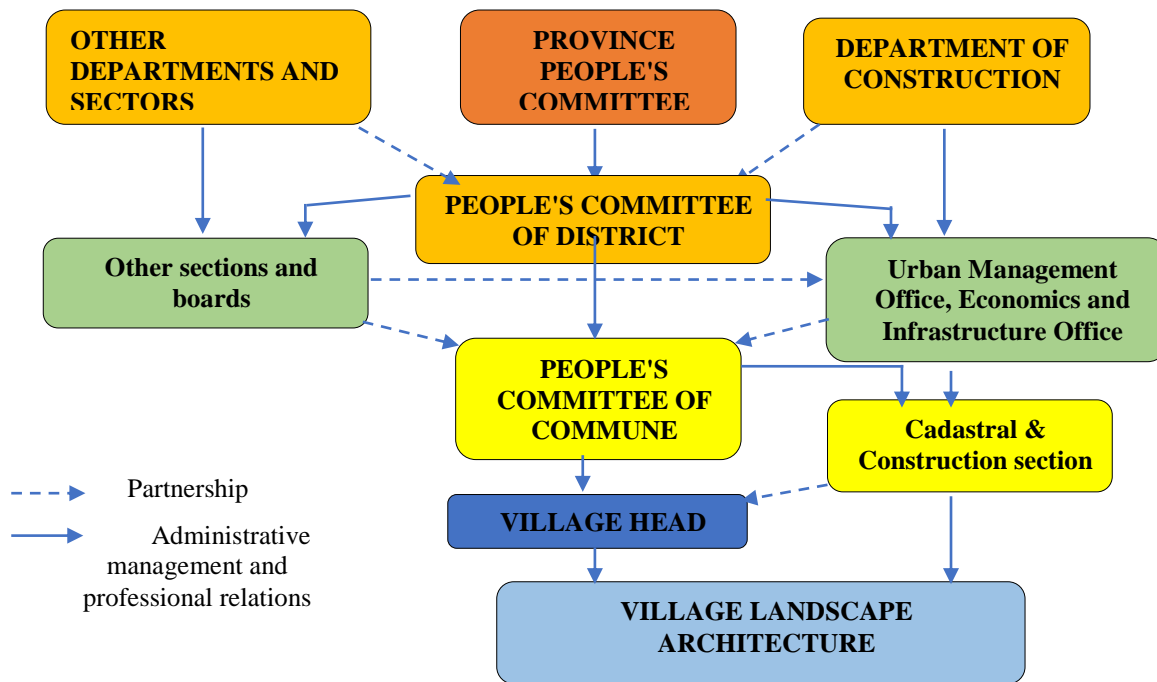 OTHER
DEPARTMENTS AND
SECTORS
PROVINCE
PEOPLE'S
COMMITTEE
DEPARTMENT OF
CONSTRUCTION
PEOPLE'S COMMITTEE
OF DISTRICT
Other sections and
boards
Urban Management
Office, Economics and
Infrastructure Office
PEOPLE'S
COMMITTEE OF
COMMUNE
Cadastral &
Construction section
Partnership
Administrative
management and
professional relations
VILLAGE HEAD
VILLAGE LANDSCAPE
ARCHITECTURE